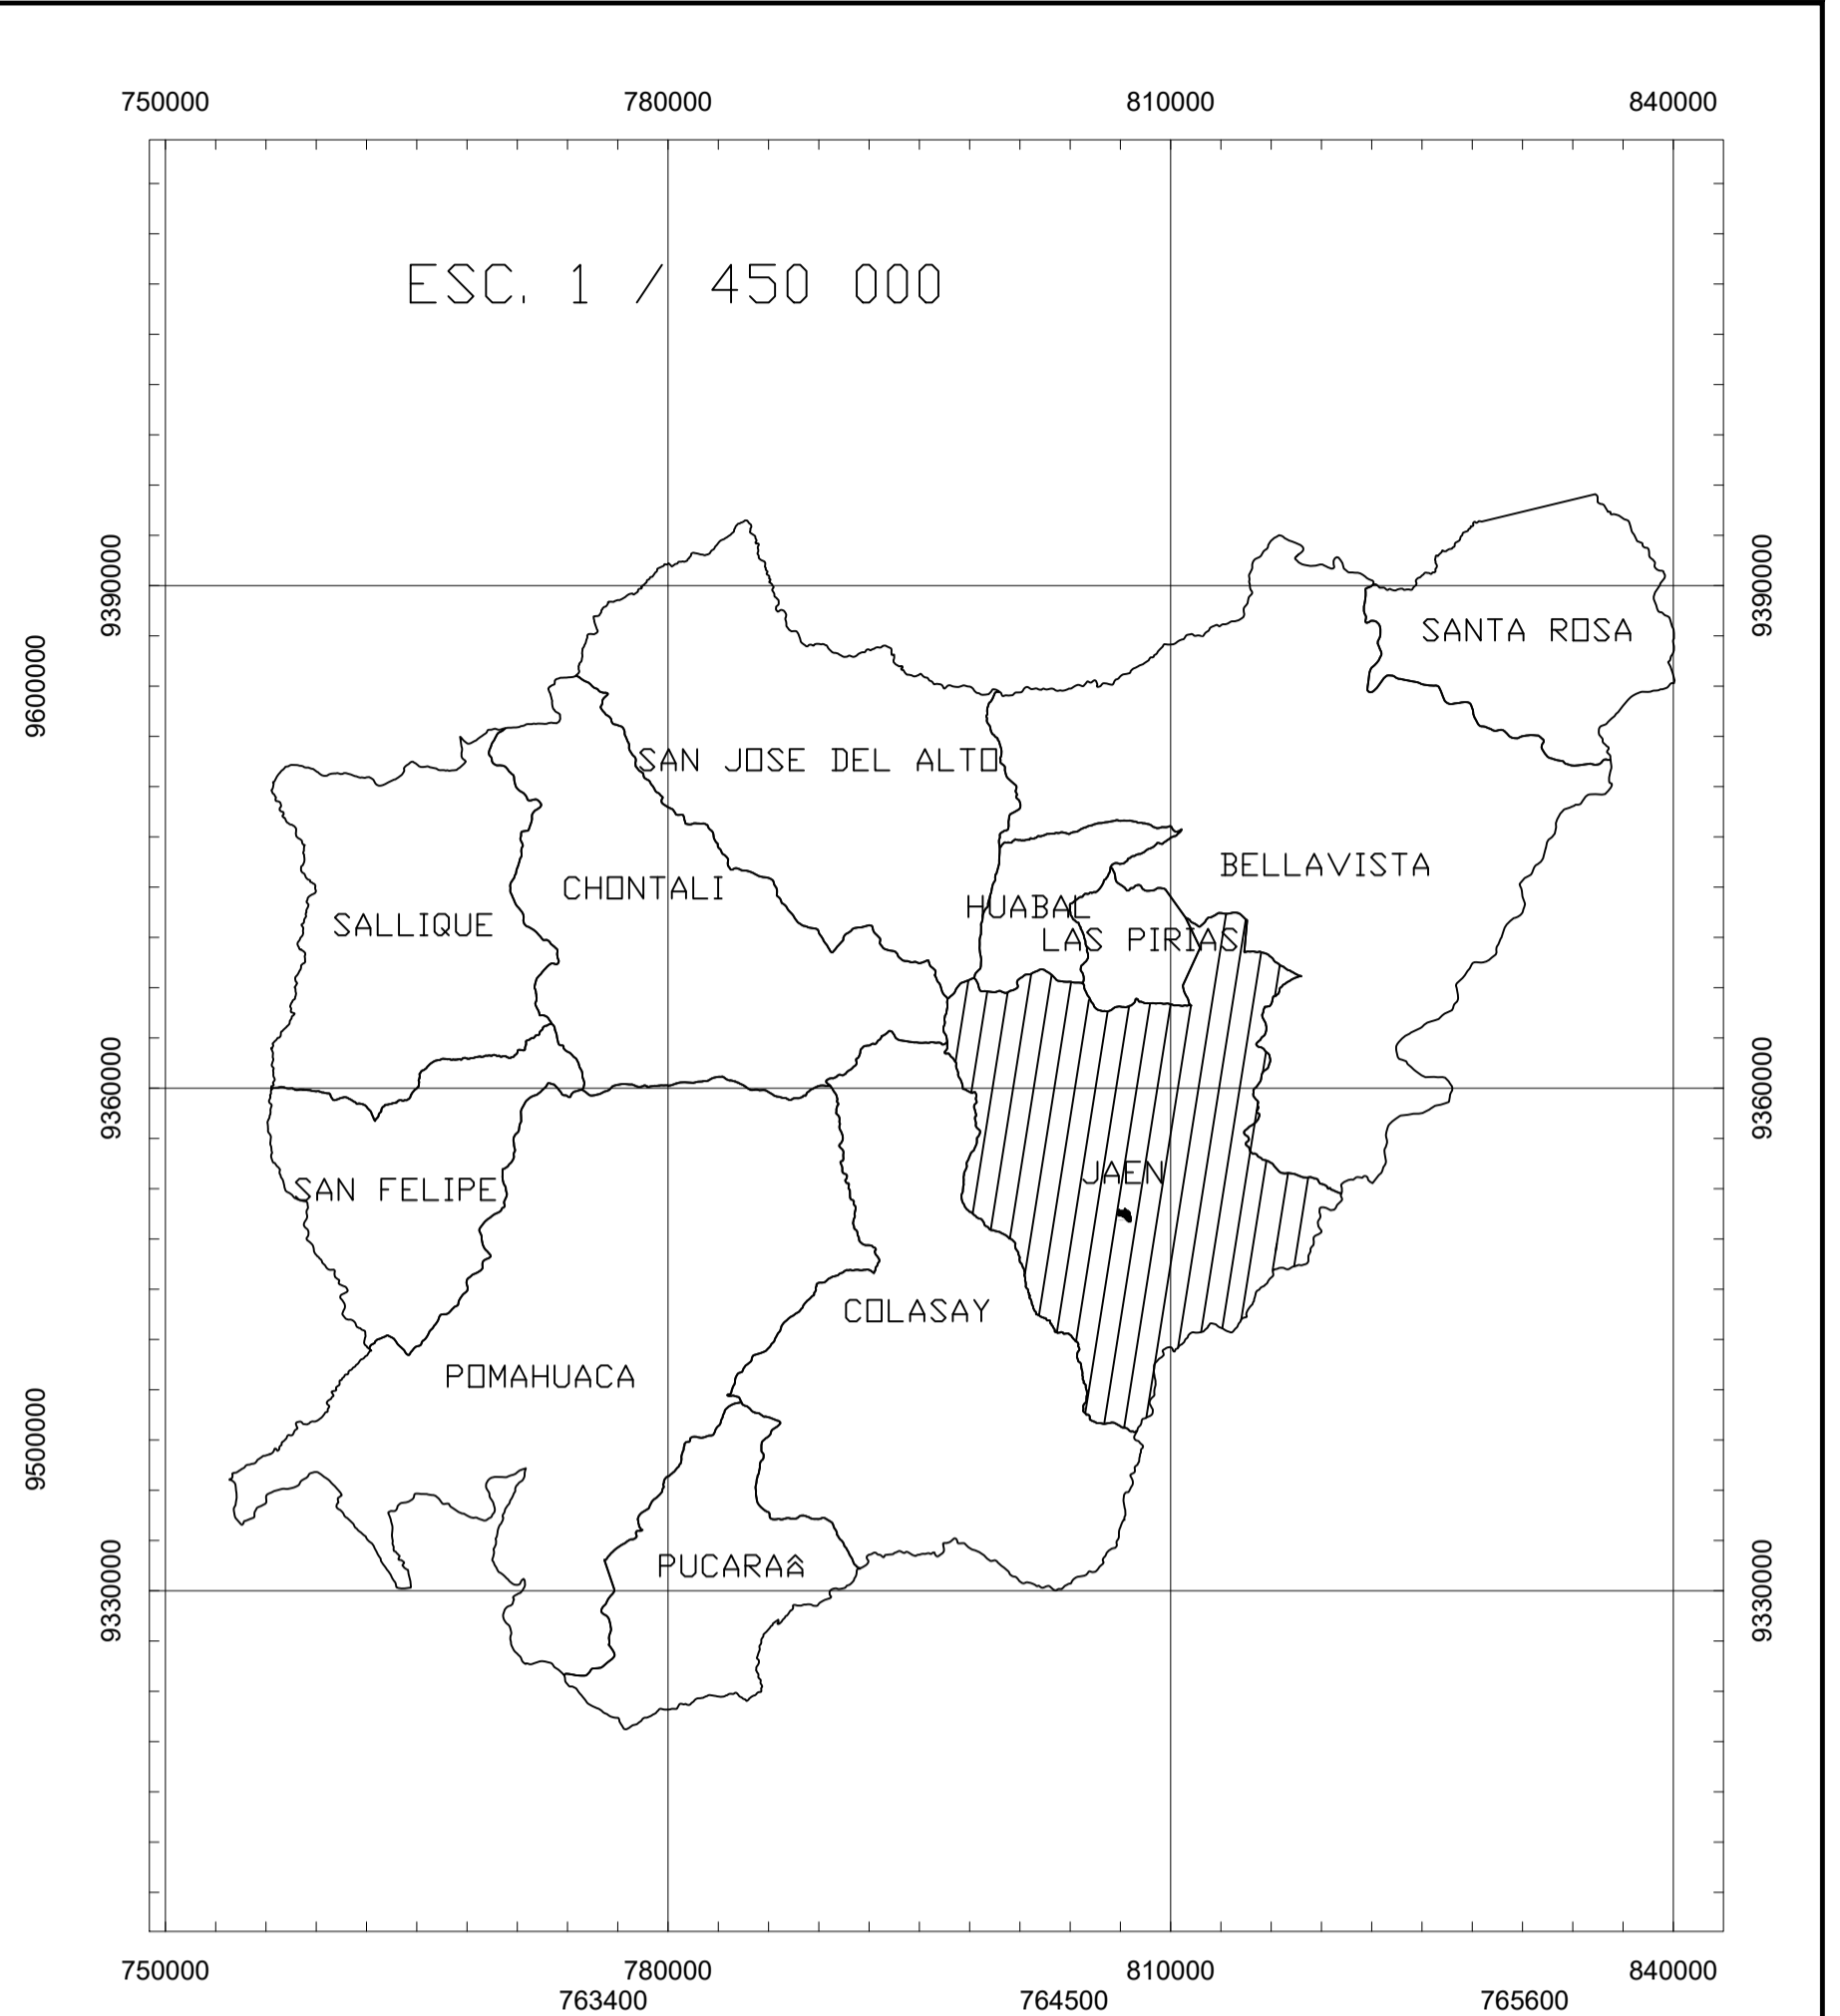 750000 780000 810000 840000
ESC. 1 / 450 000
9390000 9390000
SANTA ROSA
9600000
SAN JOSE DEL ALTO
BELLAVISTA
CHONTALI
HUABAL
SALLIQUE
LAS PIRIAS
9360000 9360000
JAEN
SAN FELIPE
COLASAY
POMAHUACA
9500000
PUCARAÂ
9330000 9330000
750000 780000 810000 840000
763400 764500 765600